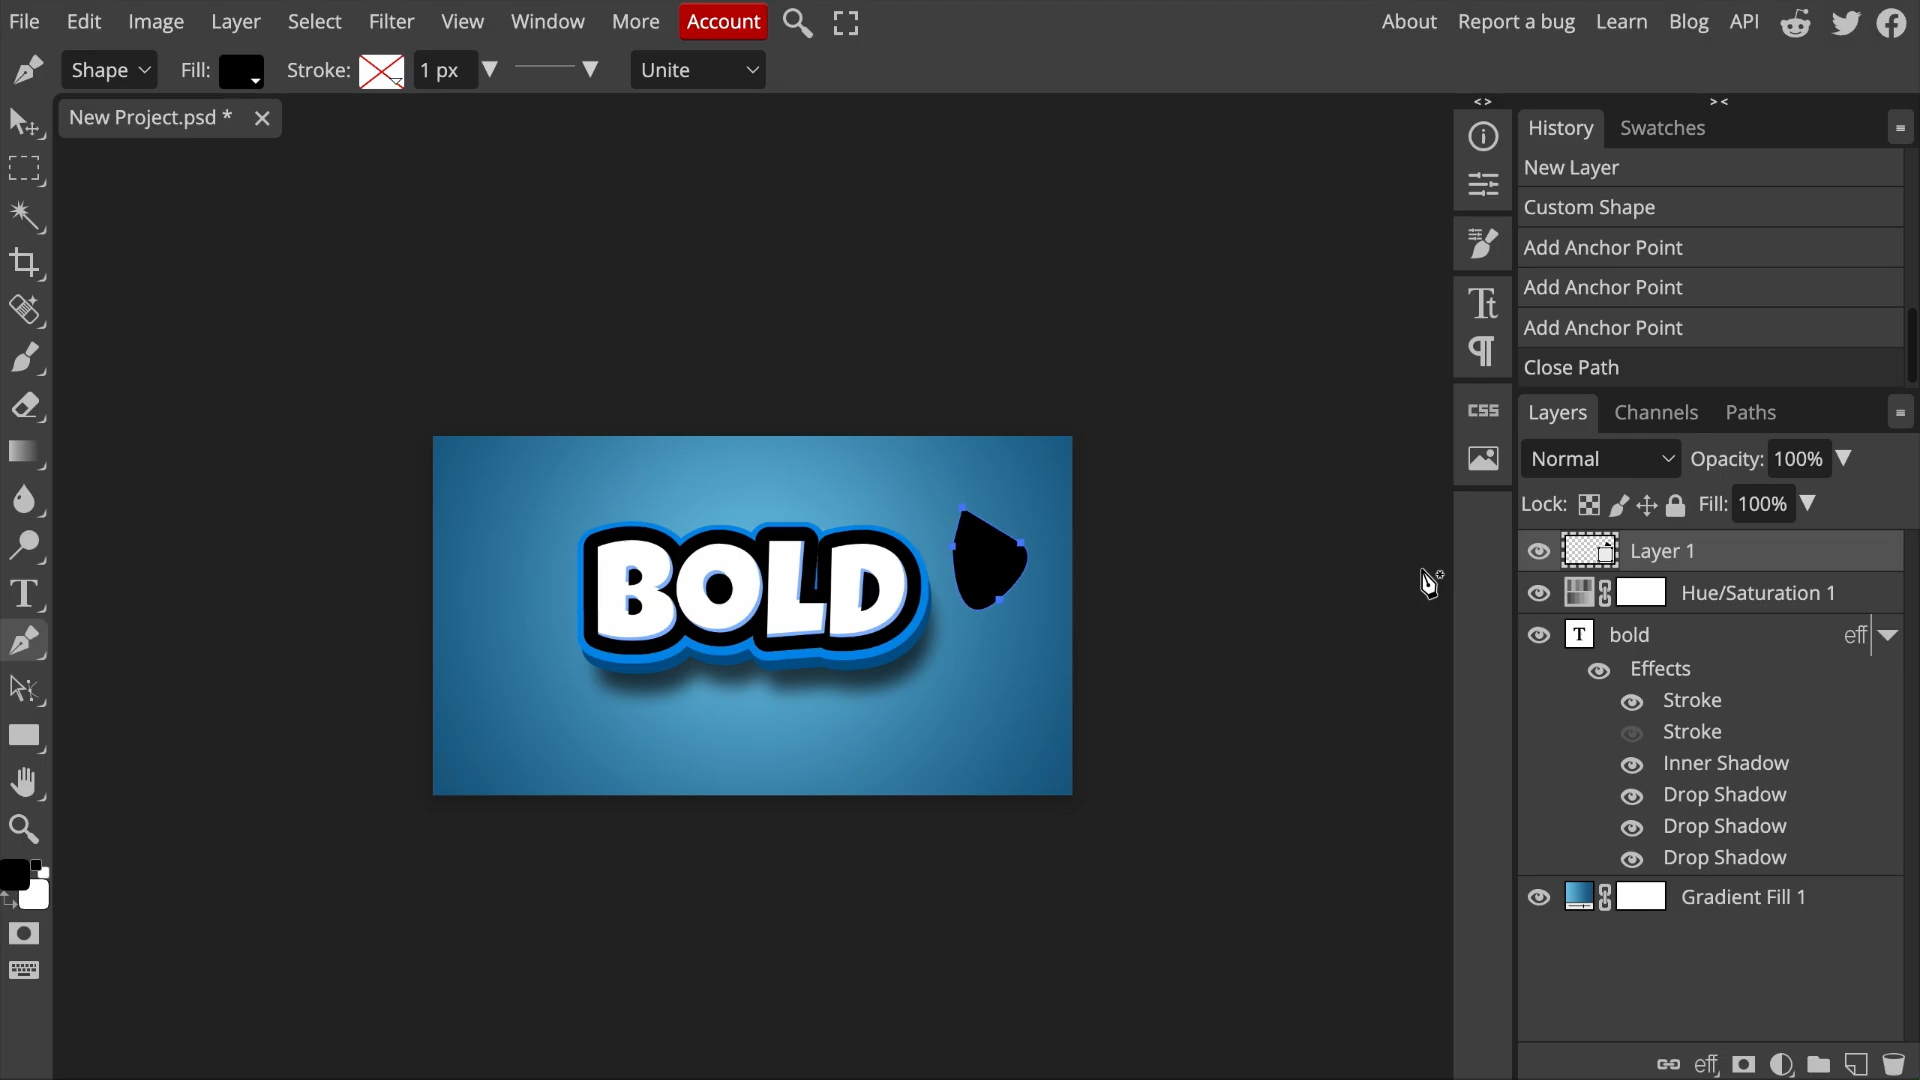 File Edit Image Layer Select Filter View Window More Account About Report a bug Learn Blog API
Shape Fill: Stroke: 1 px Unite
New Project.psd *
History Swatches
New Layer
Custom Shape
Add Anchor Point
Add Anchor Point
Add Anchor Point
Close Path
CSS
Layers Channels Paths
Normal Opacity: 100%
Lock: Fill: 100%
Layer 1
Hue/Saturation 1
T bold eff
Effects
Stroke
Stroke
Inner Shadow
Drop Shadow
Drop Shadow
Drop Shadow
Gradient Fill 1
eff
BOLD